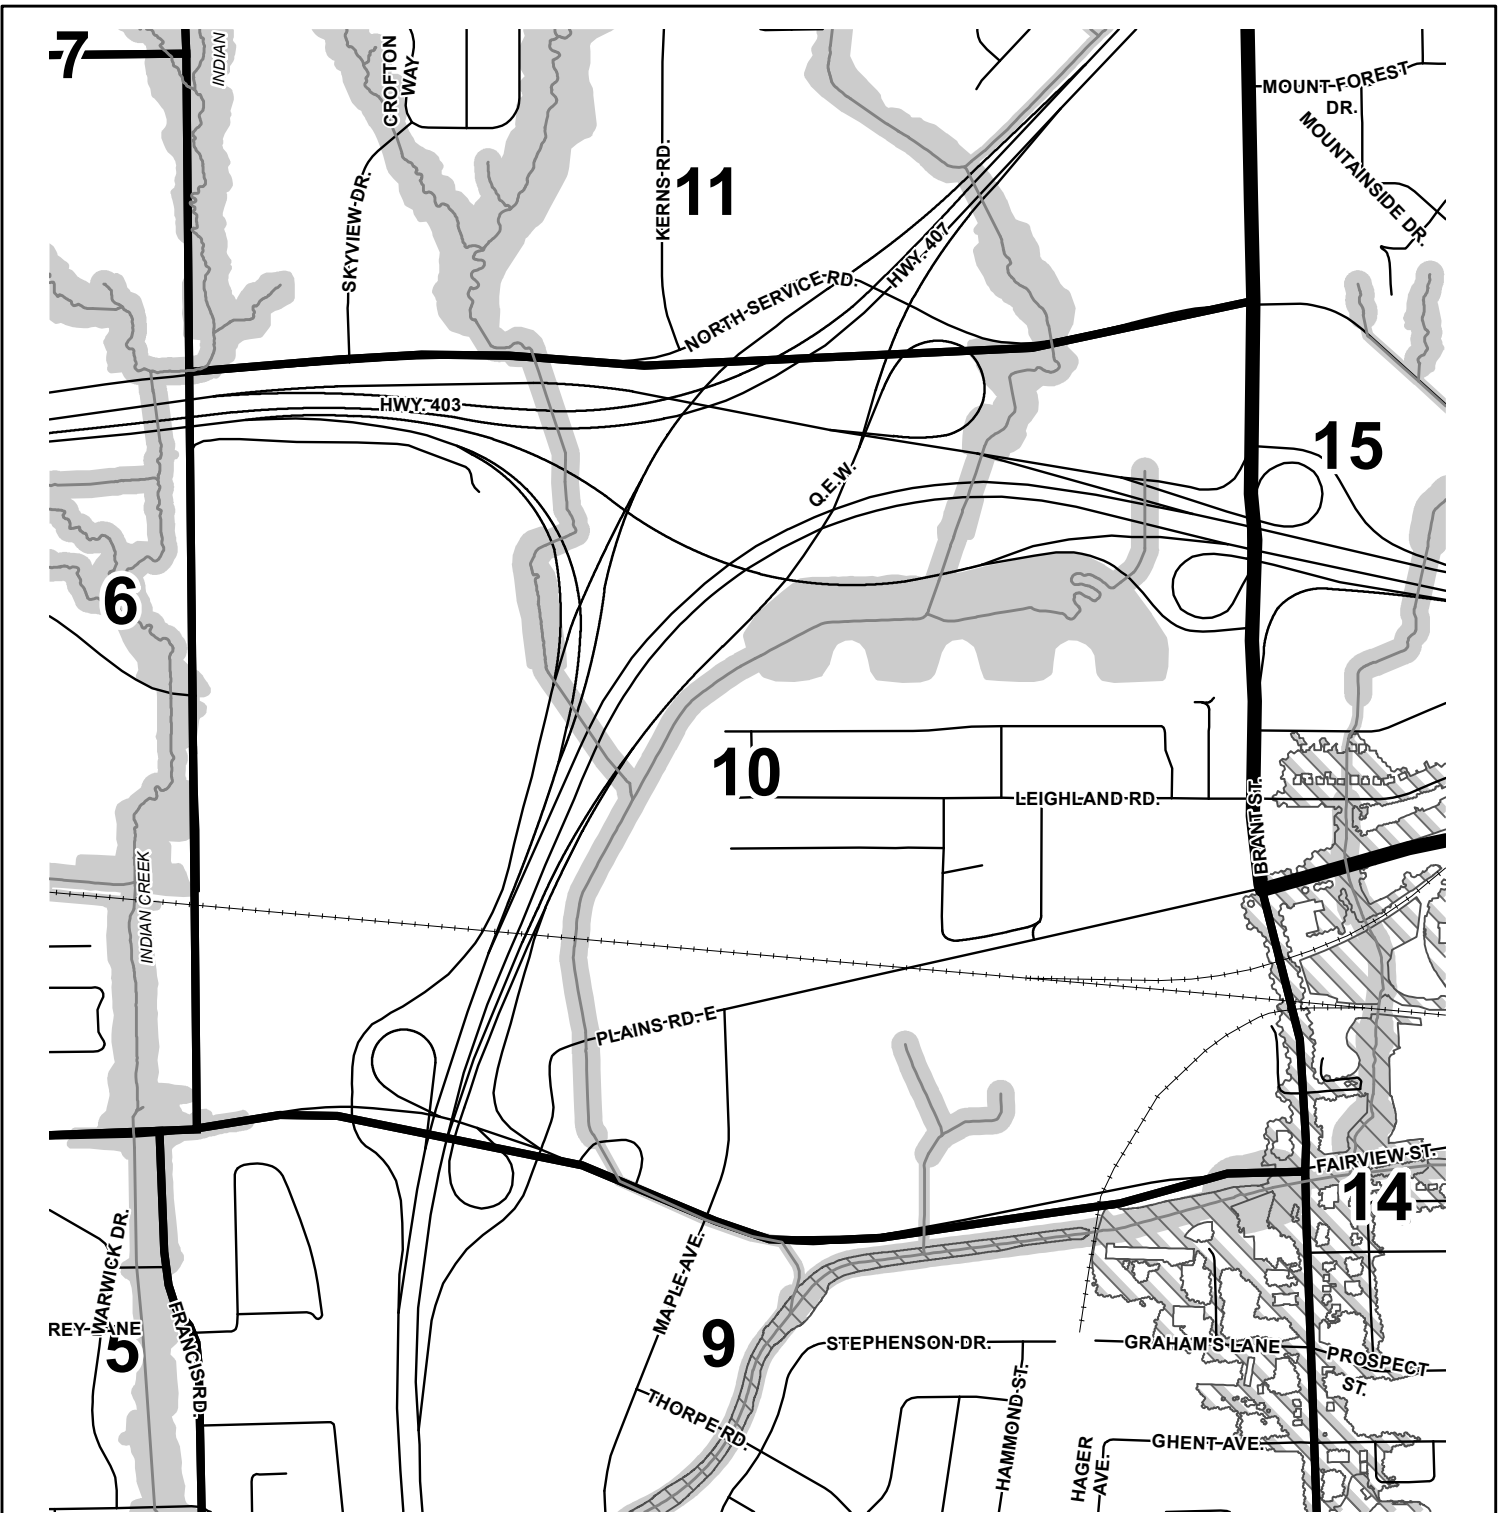 7
INDIAN
CROFTON
WAY
MOUNT FOREST
DR.
MOUNTAINSIDE DR.
KERNS RD.
11
SKYVIEW DR.
HWY. 407
NORTH SERVICE RD.
HWY. 403
15
Q.E.W.
6
10
LEIGHLAND RD.
BRANT ST.
INDIAN CREEK
PLAINS RD. E
FAIRVIEW ST.
14
WARWICK DR.
MAPLE AVE.
REY LANE
5
FRANCIS RD.
9
STEPHENSON DR.
GRAHAM'S LANE
PROSPECT
ST.
THORPE RD.
HAMMOND ST.
HAGER
AVE.
GHENT AVE.